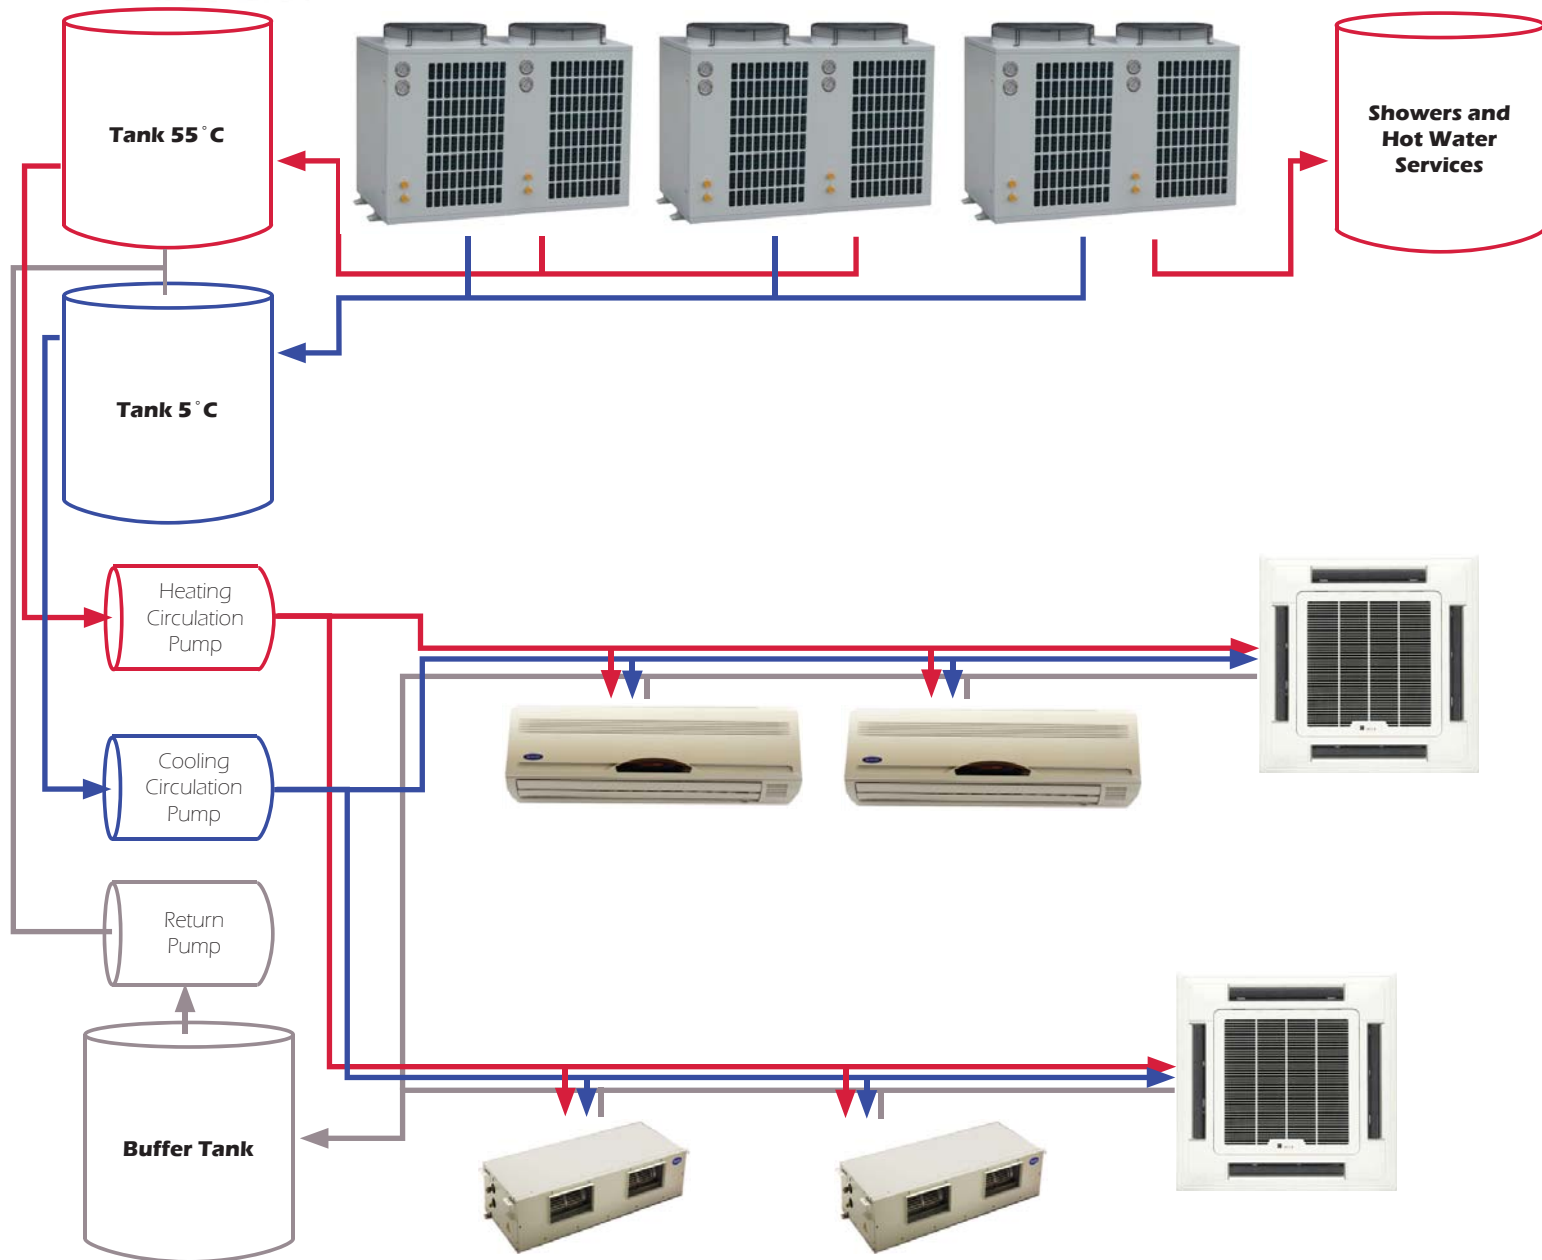 Tank 55°C
Showers and
Hot Water
Services
Tank 5°C
Heating
Circulation
Pump
Cooling
Circulation
Pump
Return
Pump
Buffer Tank